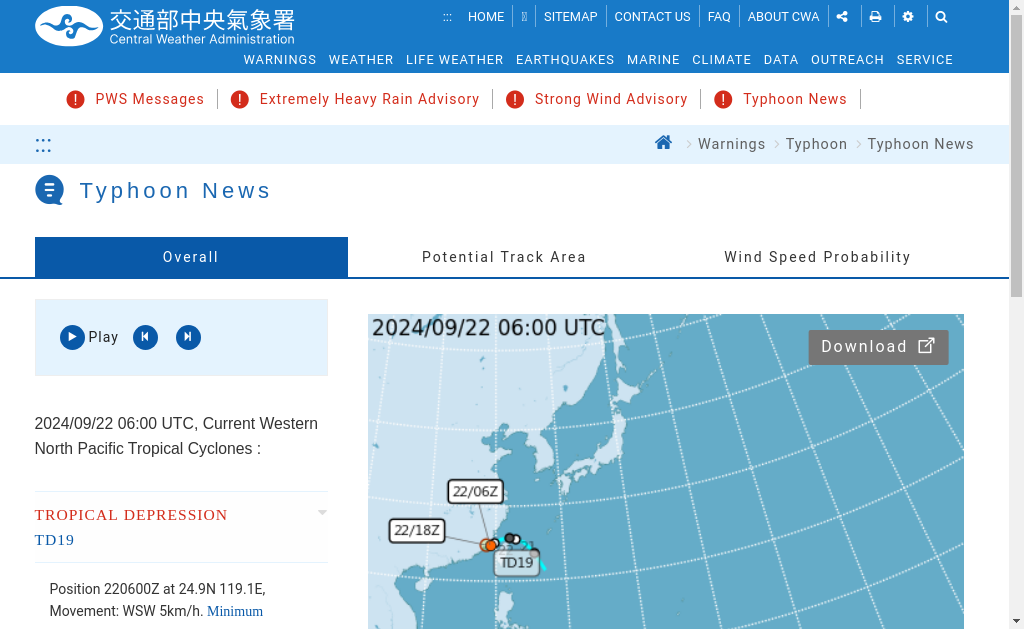 交通部中央氣象署
Central Weather Administration
::: HOME SITEMAP CONTACT US FAQ ABOUT CWA
WARNINGS WEATHER LIFE WEATHER EARTHQUAKES MARINE CLIMATE DATA OUTREACH SERVICE
PWS Messages Extremely Heavy Rain Advisory Strong Wind Advisory Typhoon News
::: Warnings Typhoon Typhoon News
Typhoon News
Overall Potential Track Area Wind Speed Probability
Play
2024/09/22 06:00 UTC, Current Western
North Pacific Tropical Cyclones :
TROPICAL DEPRESSION
TD19
Position 220600Z at 24.9N 119.1E,
Movement: WSW 5km/h. Minimum
2024/09/22 06:00 UTC
Download
22/06Z
22/18Z
TD19